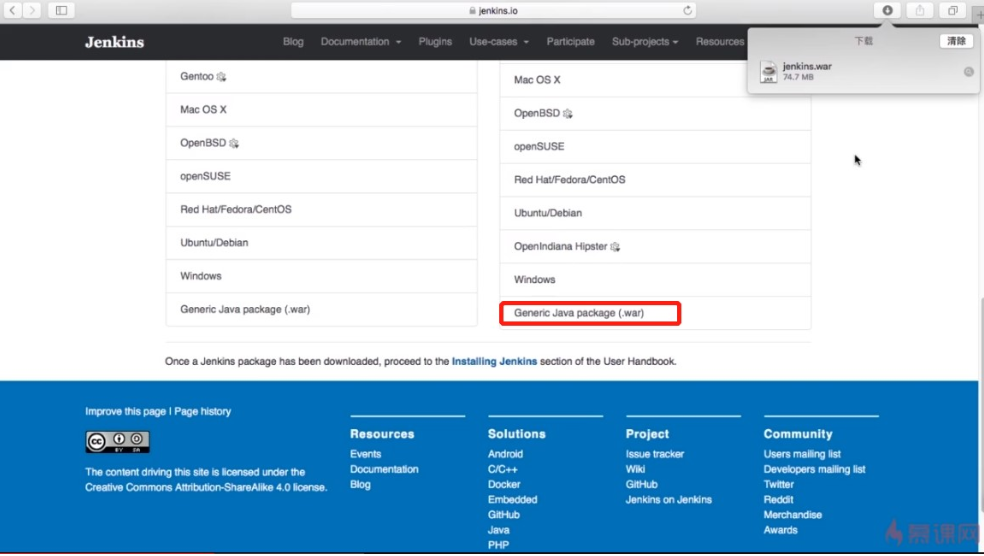 jenkins.io
Jenkins
Blog Documentation Plugins Use-cases Participate Sub-projects Resources
下载
清除
jenkins.war
74.7 MB
JAR
Gentoo
Mac OS X
OpenBSD
openSUSE
Red Hat/Fedora/CentOS
Ubuntu/Debian
Windows
Generic Java package (.war)
Mac OS X
OpenBSD
openSUSE
Red Hat/Fedora/CentOS
Ubuntu/Debian
OpenIndiana Hipster
Windows
Generic Java package (.war)
Once a Jenkins package has been downloaded, proceed to the Installing Jenkins section of the User Handbook.
Improve this page | Page history
cc BY SA
The content driving this site is licensed under the
Creative Commons Attribution-ShareAlike 4.0 license.
Resources
Events
Documentation
Blog
Solutions
Android
C/C++
Docker
Embedded
GitHub
Java
PHP
Project
Issue tracker
Wiki
GitHub
Jenkins on Jenkins
Community
Users mailing list
Developers mailing list
Twitter
Reddit
Merchandise
Awards
慕课网